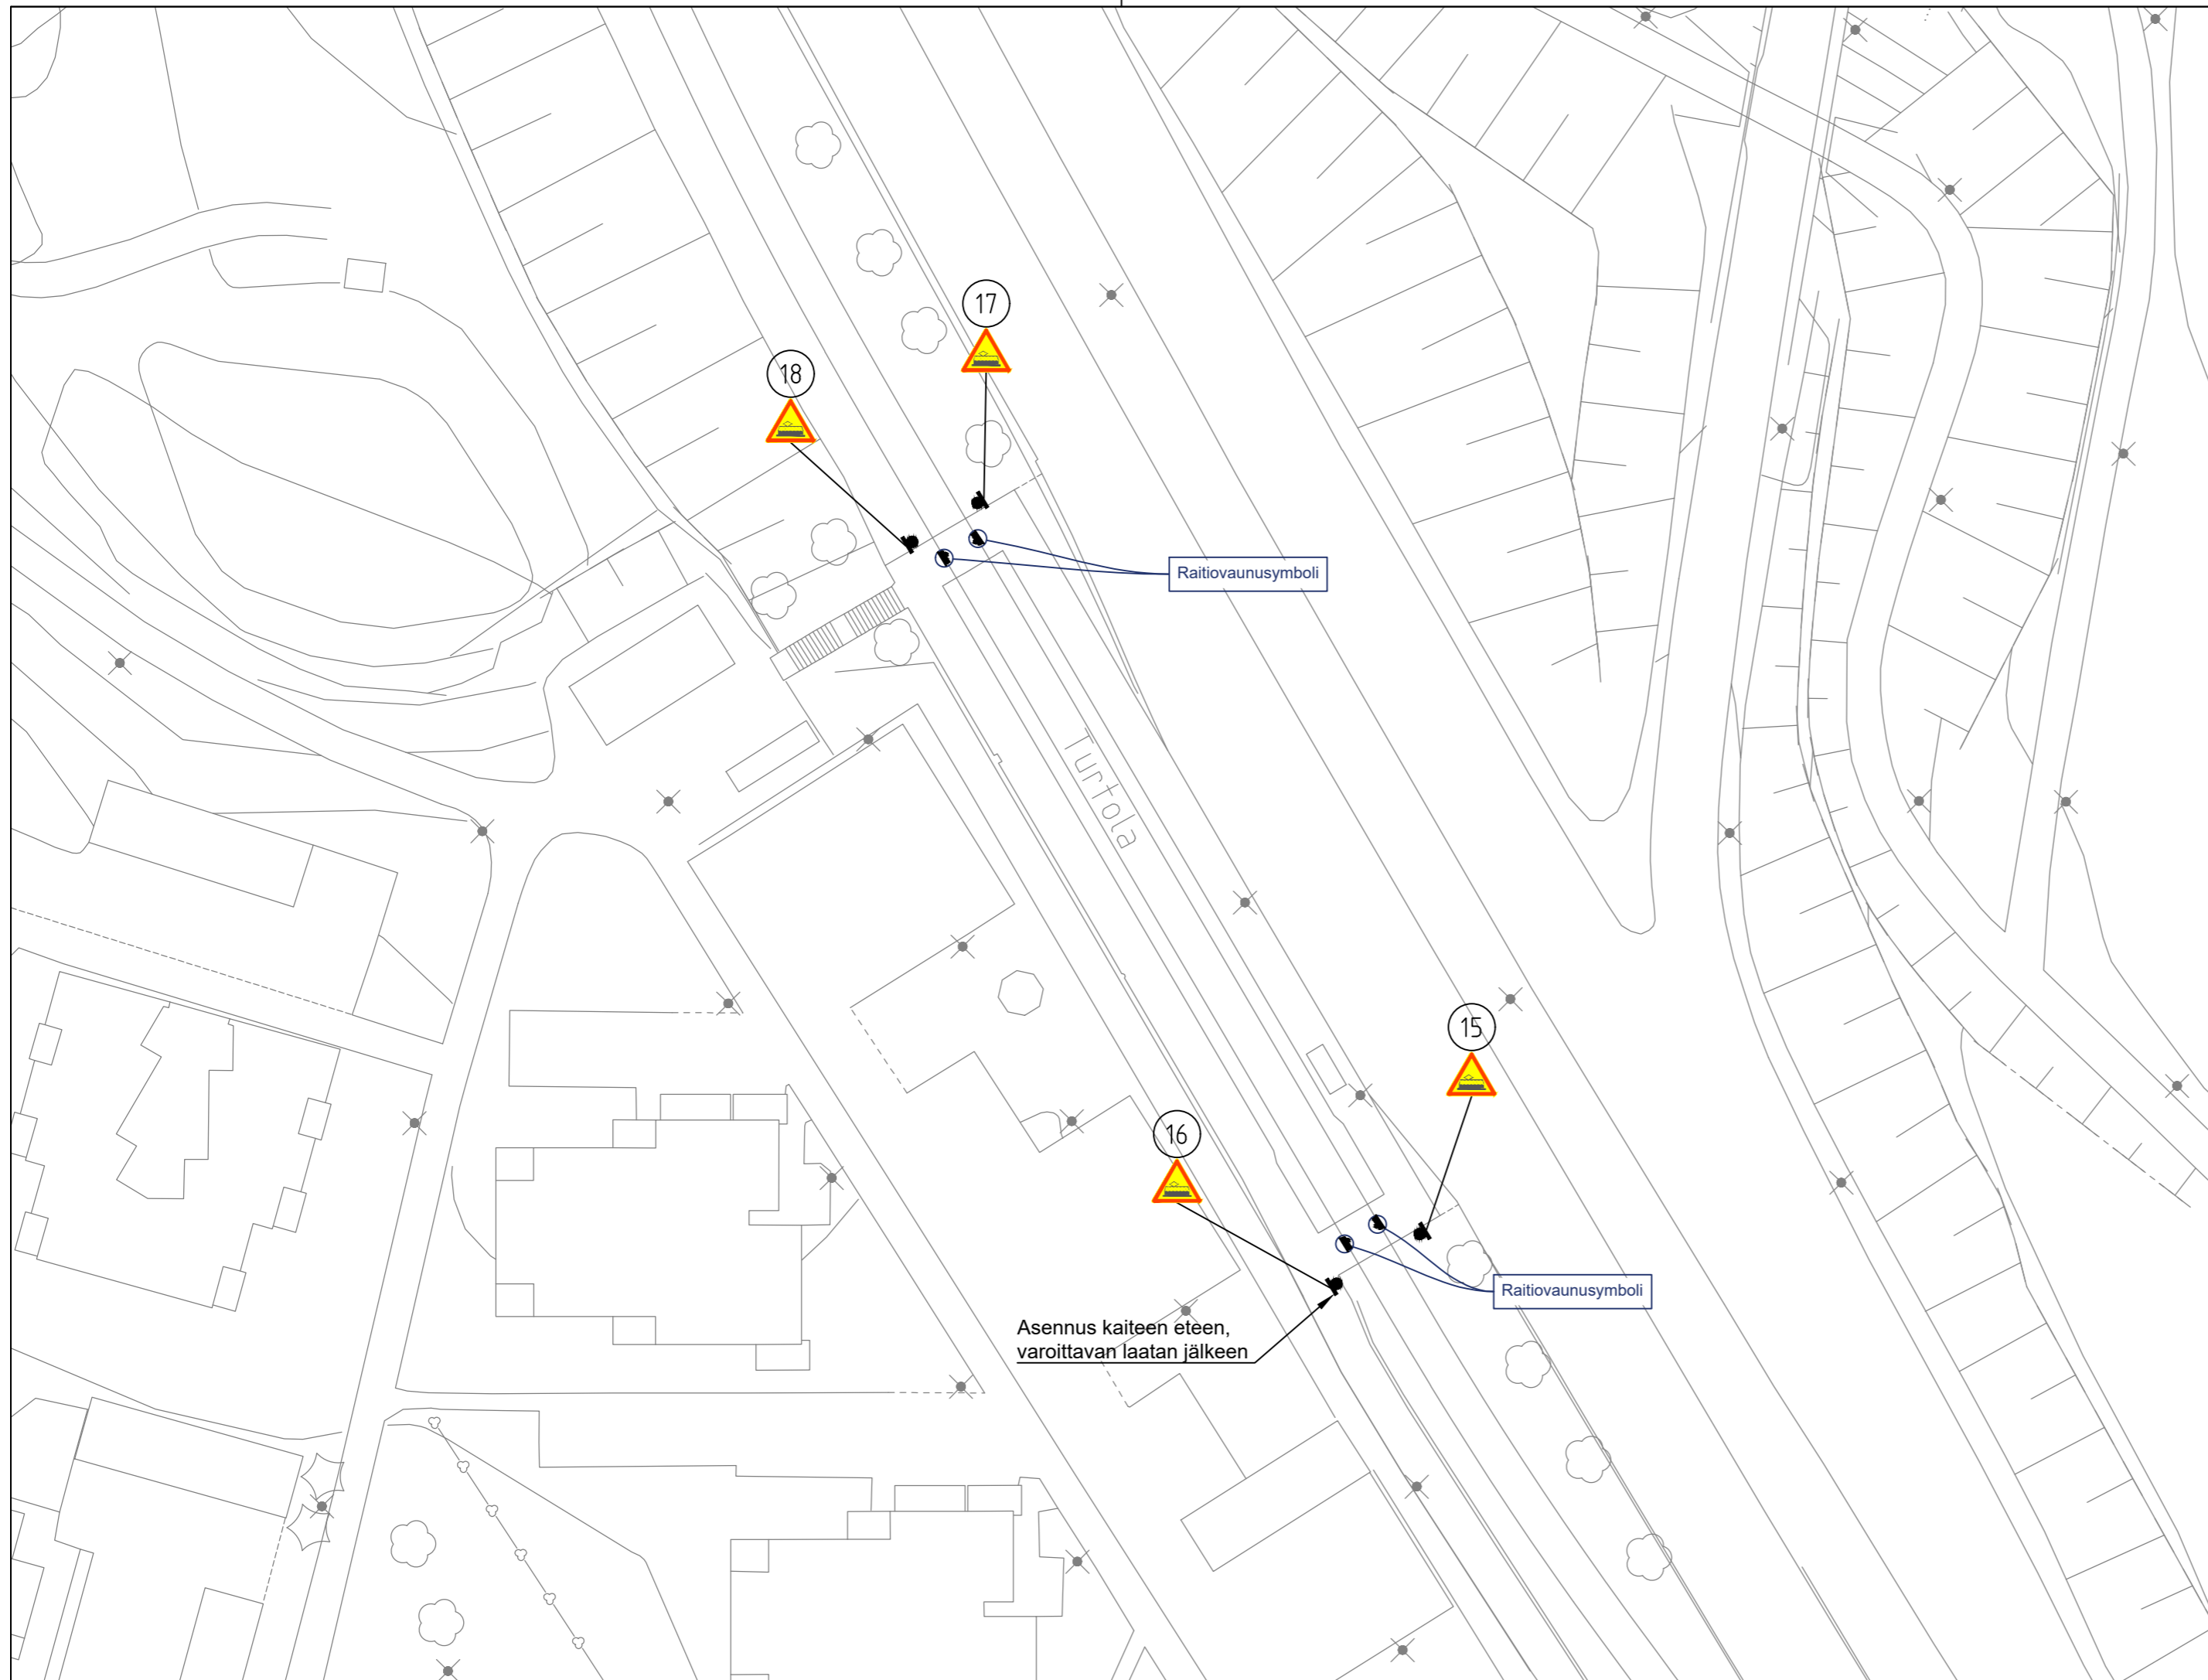 17
18
Raitiovaunusymboli
Turtola
15
16
Raitiovaunusymboli
Asennus kaiteen eteen,
varoittavan laatan jälkeen